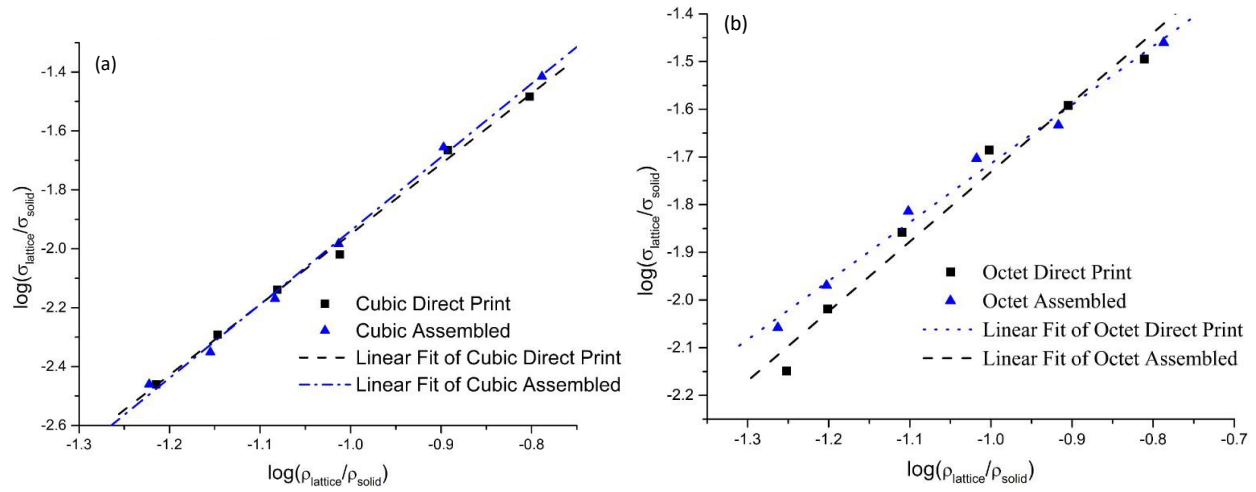 (a)
-1.4
-1.6
-1.8
-2.0
-2.2
-2.4
-2.6
log(σlattice/σsolid)
Cubic Direct Print
Cubic Assembled
Linear Fit of Cubic Direct Print
Linear Fit of Cubic Assembled
-1.3 -1.2 -1.1 -1.0 -0.9 -0.8
log(ρlattice/ρsolid)
(b)
-1.4
-1.5
-1.6
-1.7
-1.8
-1.9
-2.0
-2.1
-2.2
log(σlattice/σsolid)
Octet Direct Print
Octet Assembled
Linear Fit of Octet Direct Print
Linear Fit of Octet Assembled
-1.3 -1.2 -1.1 -1.0 -0.9 -0.8 -0.7
log(ρlattice/ρsolid)